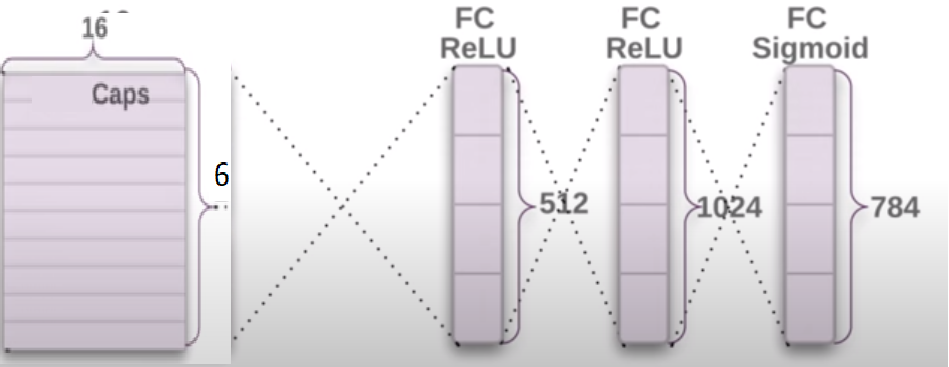 16
Caps
6
FC
ReLU
512
FC
ReLU
1024
FC
Sigmoid
784